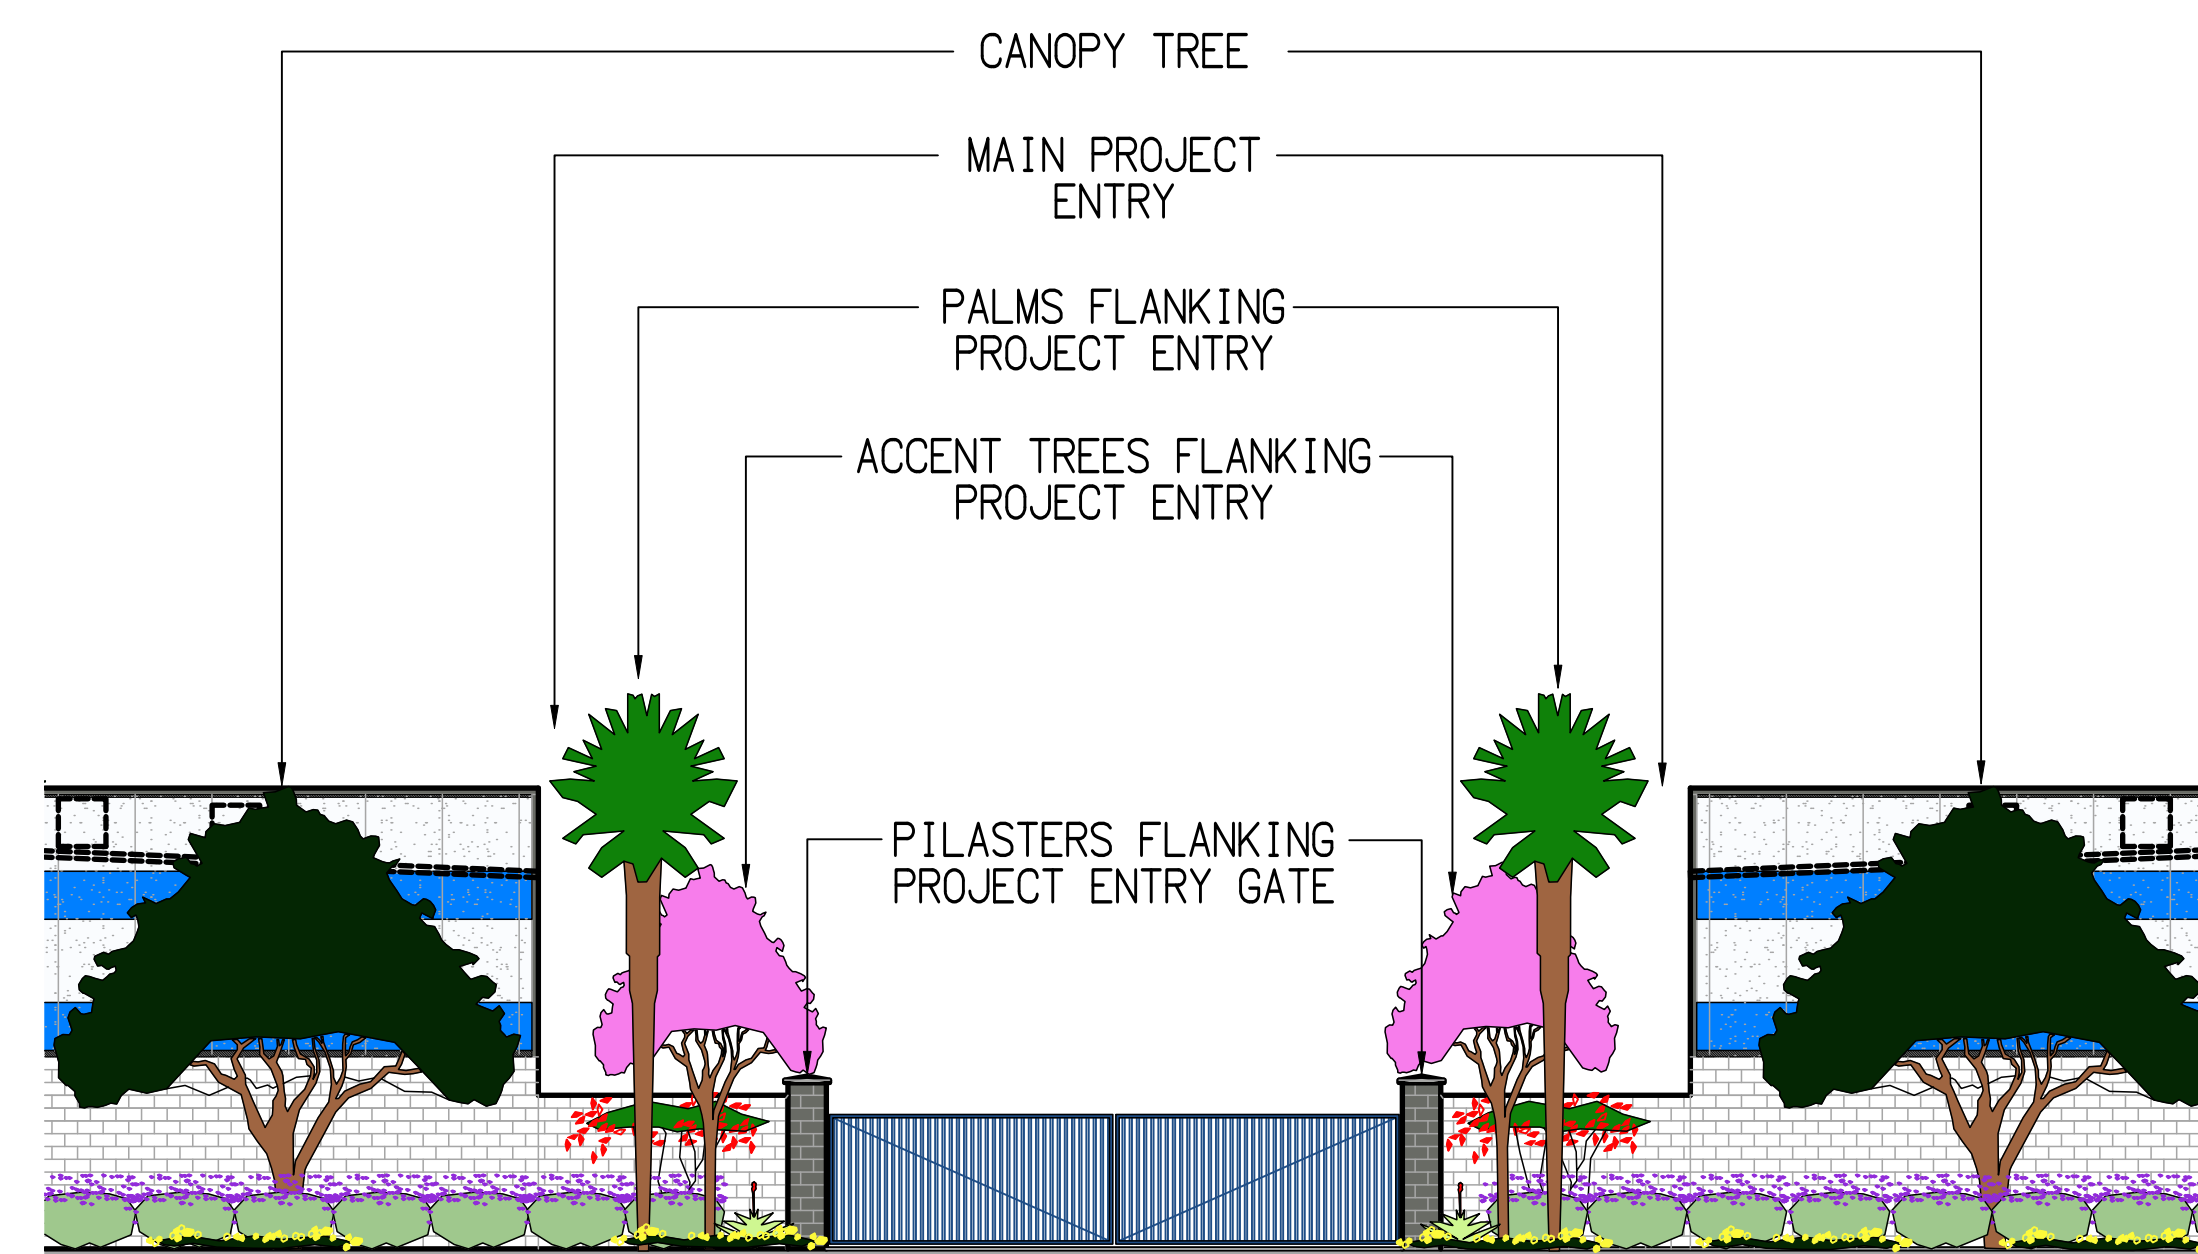 CANOPY TREE
MAIN PROJECT
ENTRY
PALMS FLANKING
PROJECT ENTRY
ACCENT TREES FLANKING
PROJECT ENTRY
PILASTERS FLANKING
PROJECT ENTRY GATE